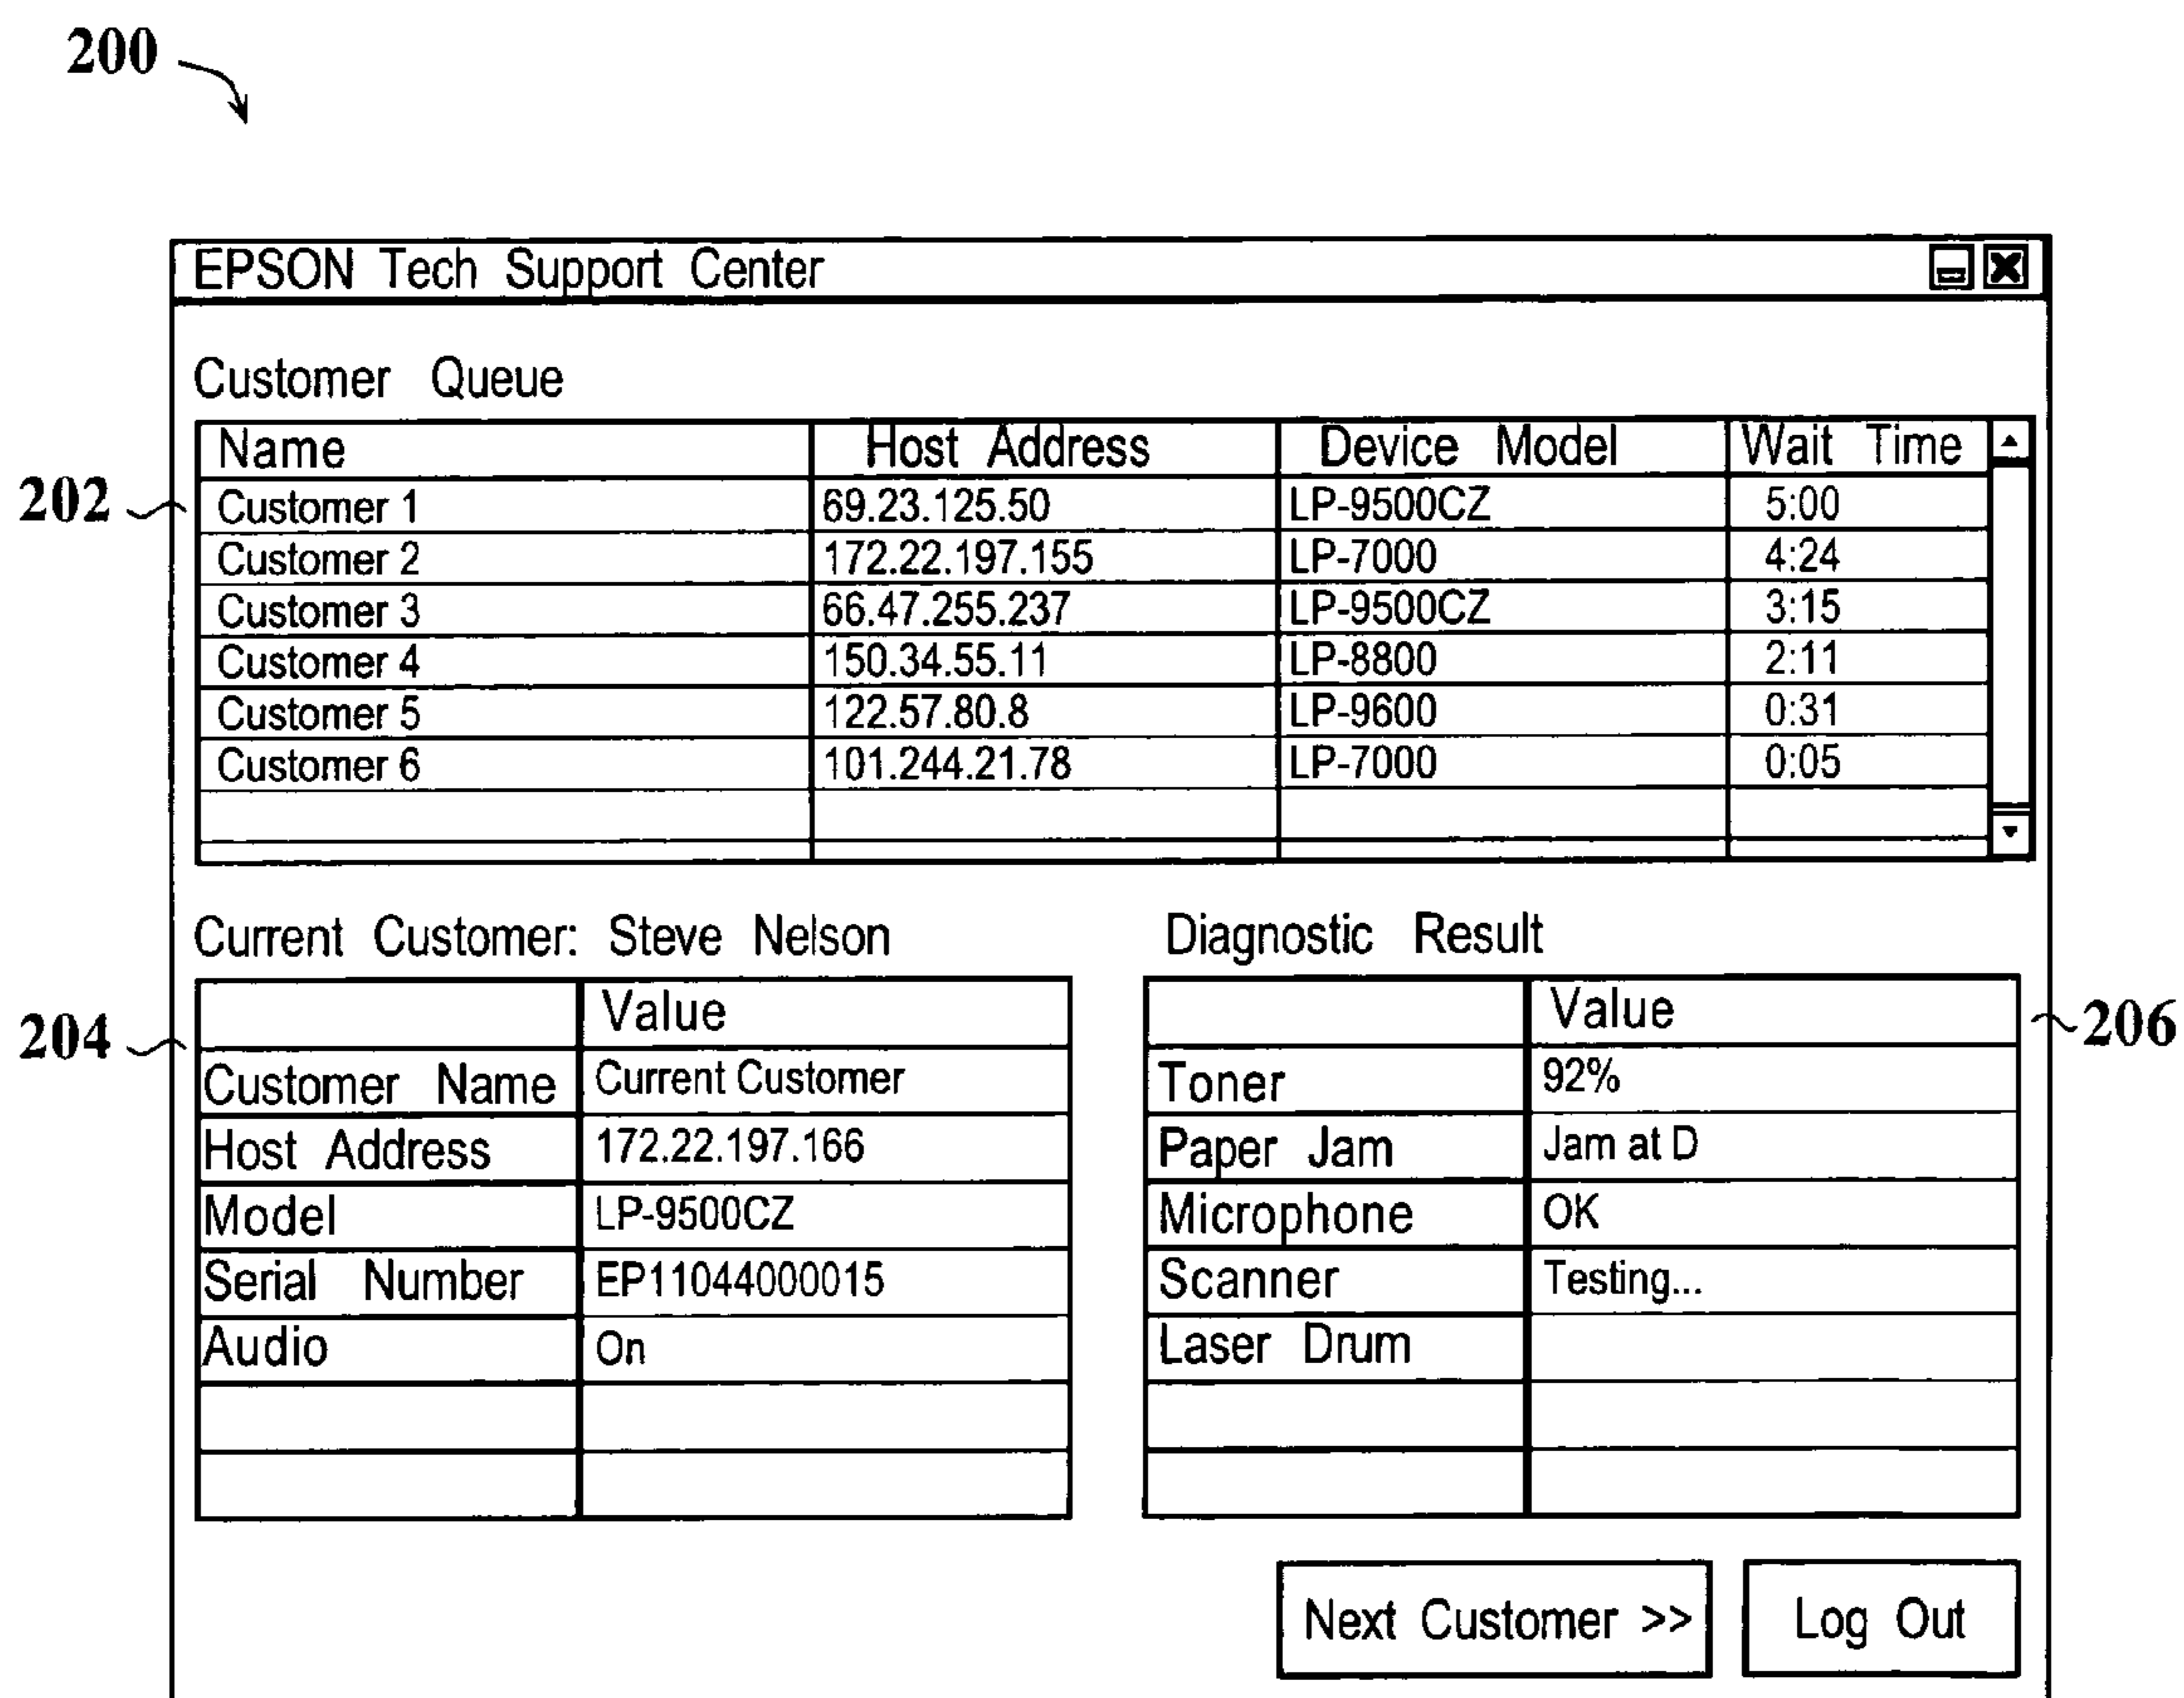 200
EPSON Tech Support Center
Customer Queue
Name Host Address Device Model Wait Time
202
Customer 1 69.23.125.50 LP-9500CZ 5:00
Customer 2 172.22.197.155 LP-7000 4:24
Customer 3 66.47.255.237 LP-9500CZ 3:15
Customer 4 150.34.55.11 LP-8800 2:11
Customer 5 122.57.80.8 LP-9600 0:31
Customer 6 101.244.21.78 LP-7000 0:05
Current Customer: Steve Nelson
204
Value
Customer Name Current Customer
Host Address 172.22.197.166
Model LP-9500CZ
Serial Number EP11044000015
Audio On
Diagnostic Result
Value
206
Toner 92%
Paper Jam Jam at D
Microphone OK
Scanner Testing...
Laser Drum
Next Customer >> Log Out